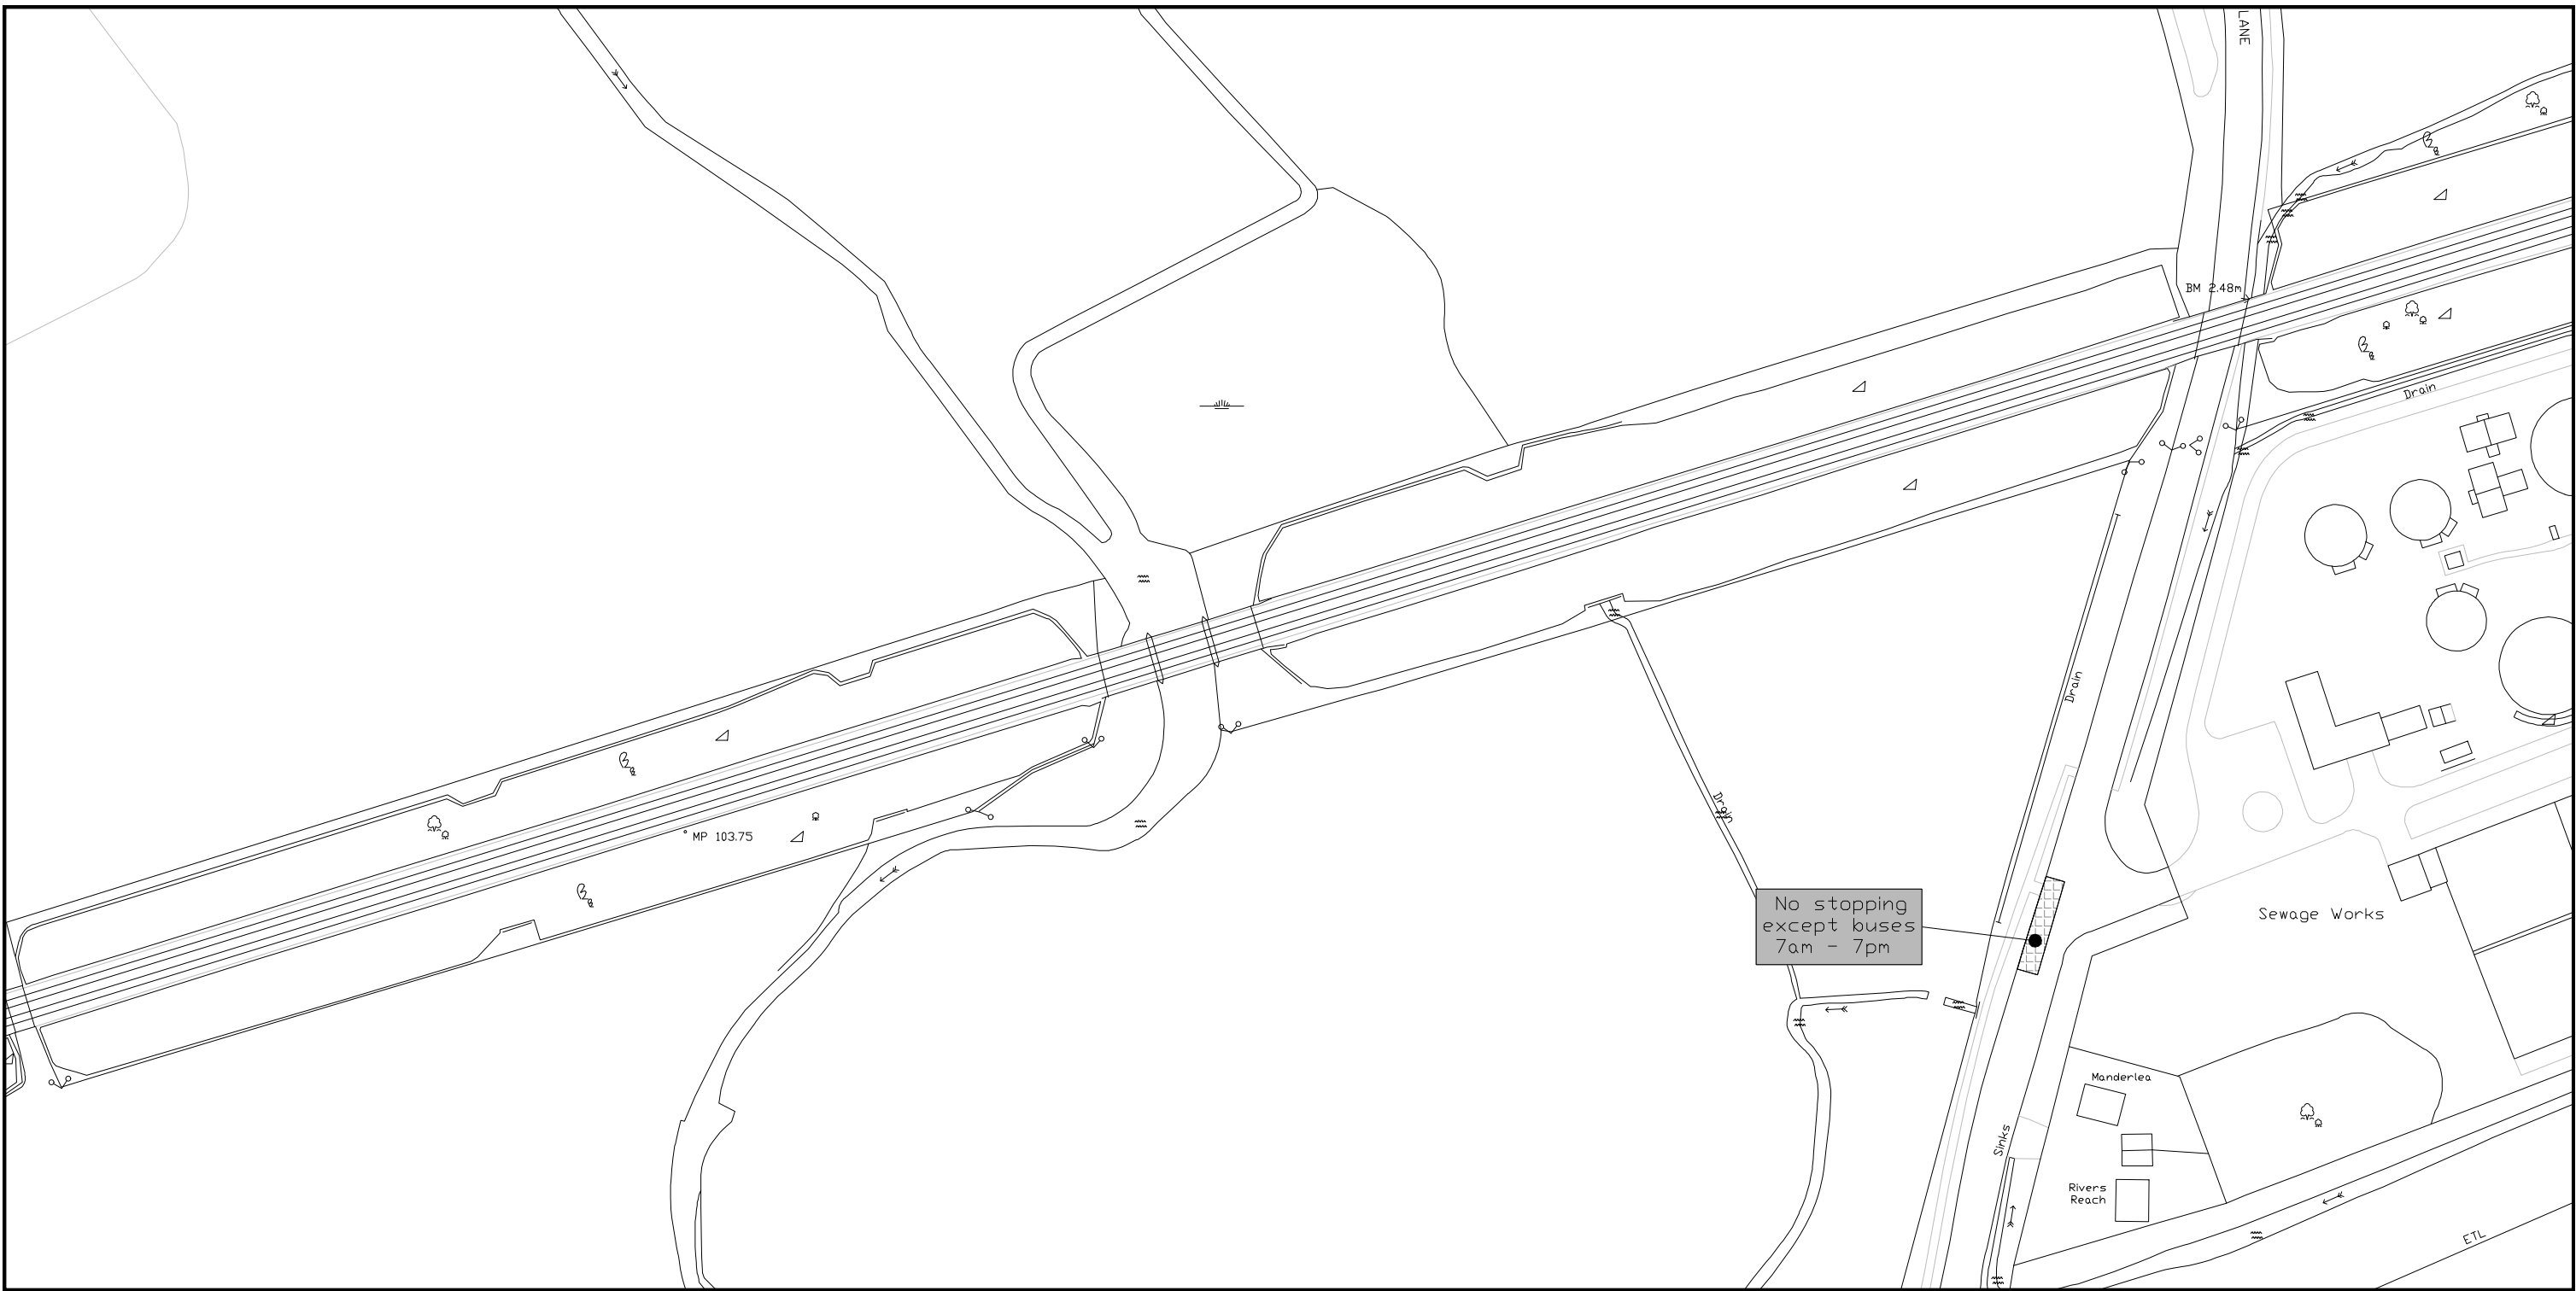 LANE
BM 2.48m
Drain
Drain
Drain
MP 103.75
No stopping
except buses
7am - 7pm
Sewage Works
Manderlea
Sinks
Rivers
Reach
ETL